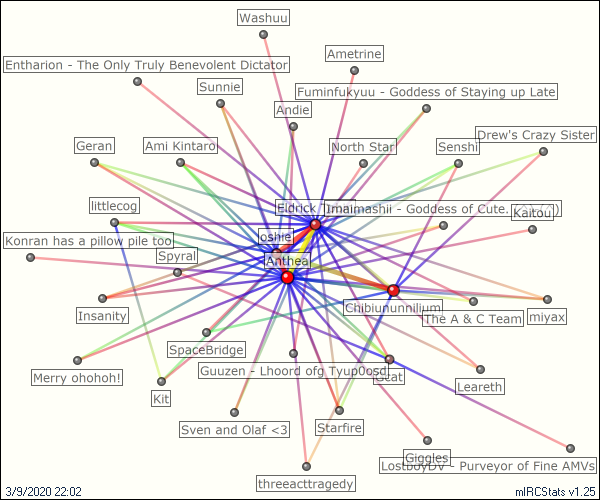 Washuu
Ametrine
Entharion - The Only Truly Benevolent Dictator
Sunnie
Fuminfukyuu - Goddess of Staying up Late
Andie
Drew's Crazy Sister
Geran
Ami Kintaro
North Star
Senshi
littlecog
Eldrick
Imaimashii - Goddess of Cute.
Kaitou
Konran has a pillow pile too
oshie
Spyral
Anthea
Insanity
Chibiununnilium
The A & C Team
miyax
SpaceBridge
Guuzen - Lhoord ofg Tyup0osd
Gcat
Merry ohohoh!
Kit
Leareth
Sven and Olaf <3
Starfire
Giggles
LostboyDV - Purveyor of Fine AMVs
threeacttragedy
3/9/2020 22:02
mIRCStats v1.25